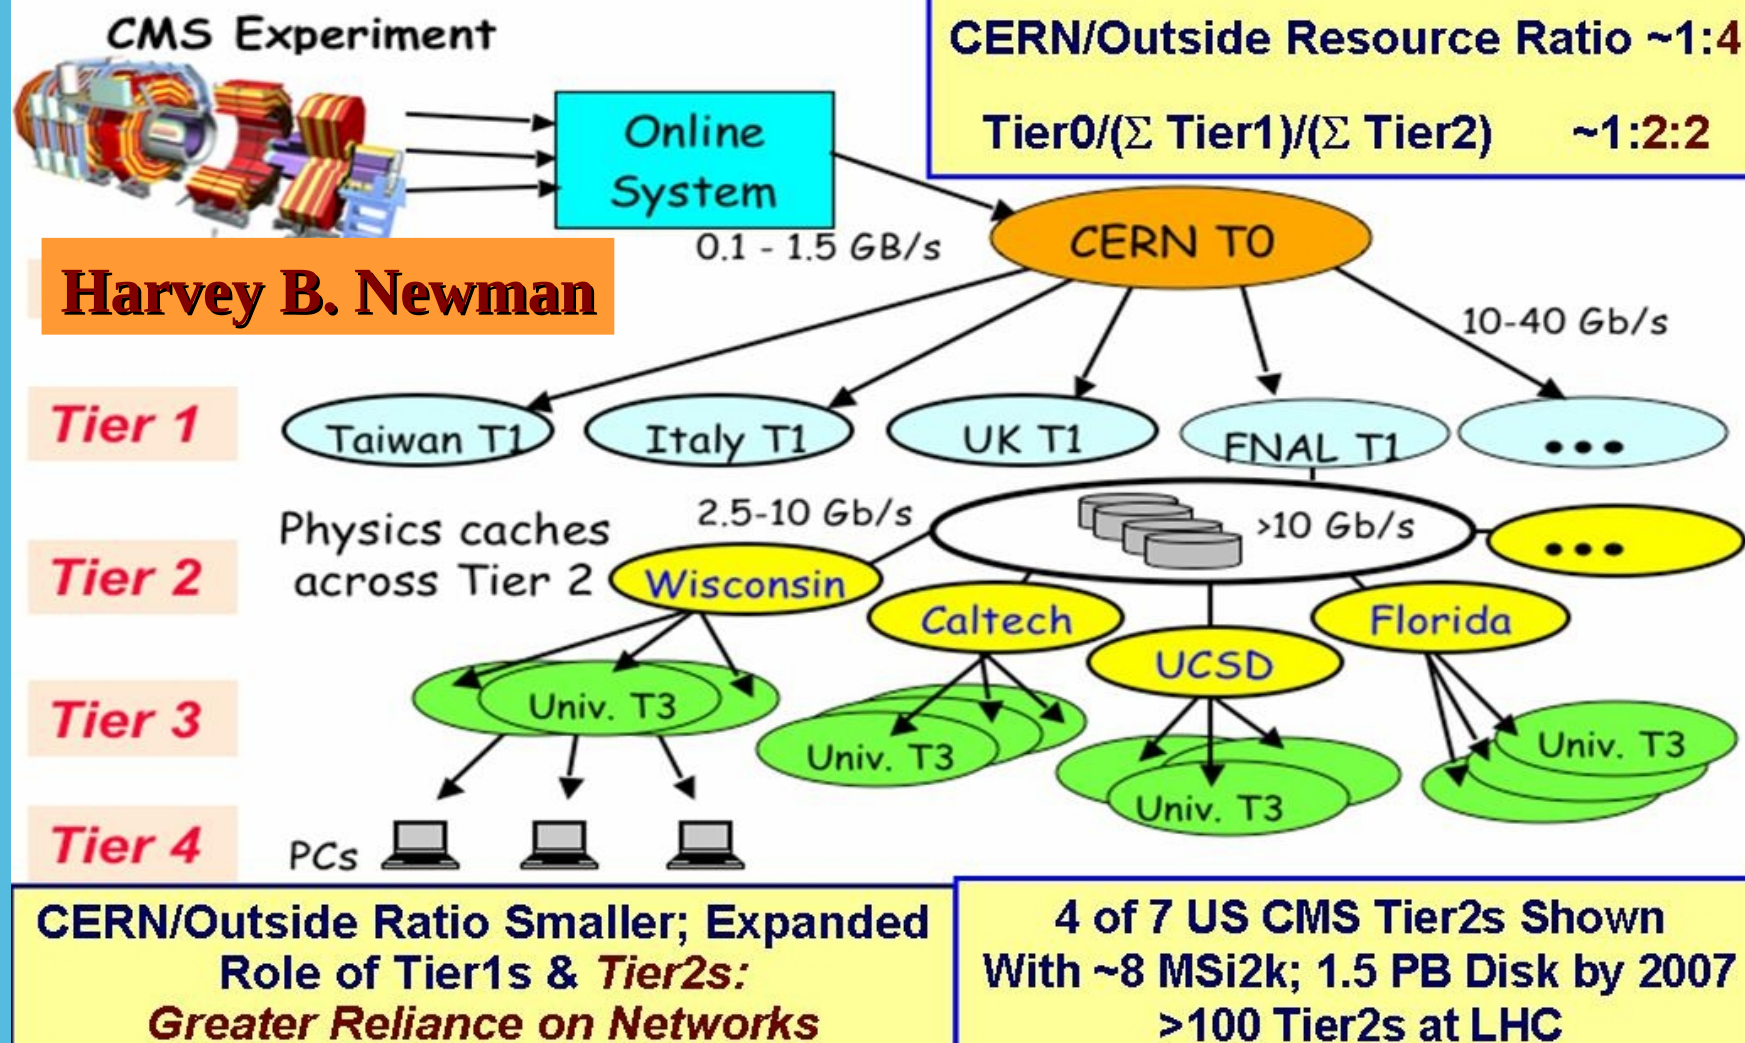 CMS Experiment
CERN/Outside Resource Ratio ~1:4
Tier0/(Σ Tier1)/(Σ Tier2) ~1:2:2
Online
System
CERN T0
0.1 - 1.5 GB/s
Harvey B. Newman
10-40 Gb/s
Tier 1
Taiwan T1
Italy T1
UK T1
FNAL T1
•••
2.5-10 Gb/s
>10 Gb/s
Physics caches
across Tier 2
•••
Tier 2
Wisconsin
Caltech
Florida
UCSD
Tier 3
Univ. T3
Univ. T3
Univ. T3
Univ. T3
Tier 4
PCs
CERN/Outside Ratio Smaller; Expanded
Role of Tier1s & Tier2s:
Greater Reliance on Networks
4 of 7 US CMS Tier2s Shown
With ~8 MSi2k; 1.5 PB Disk by 2007
>100 Tier2s at LHC